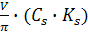 V/π · (C_s · K_s)